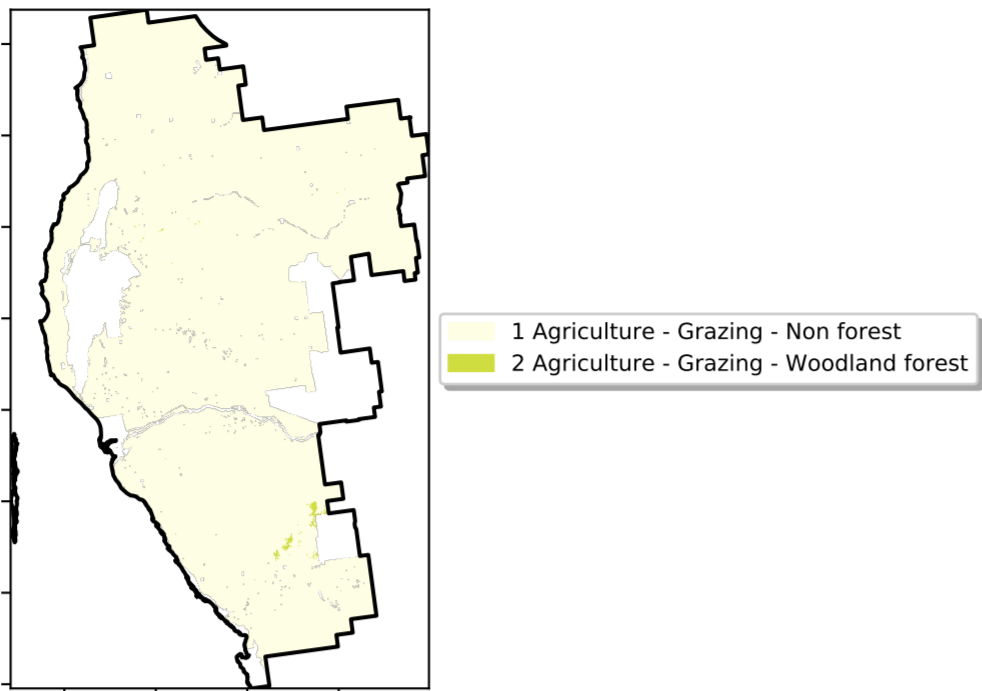 1 Agriculture - Grazing - Non forest
2 Agriculture - Grazing - Woodland forest